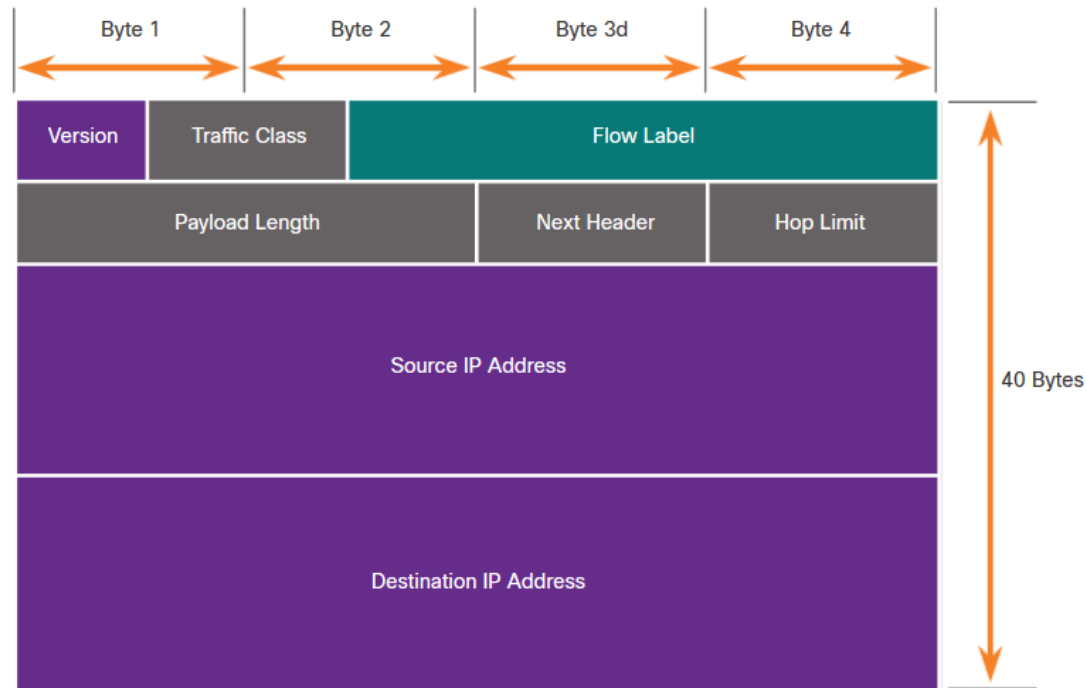 Byte 1
Byte 2
Byte 3d
Byte 4
Version
Traffic Class
Flow Label
Payload Length
Next Header
Hop Limit
Source IP Address
40 Bytes
Destination IP Address